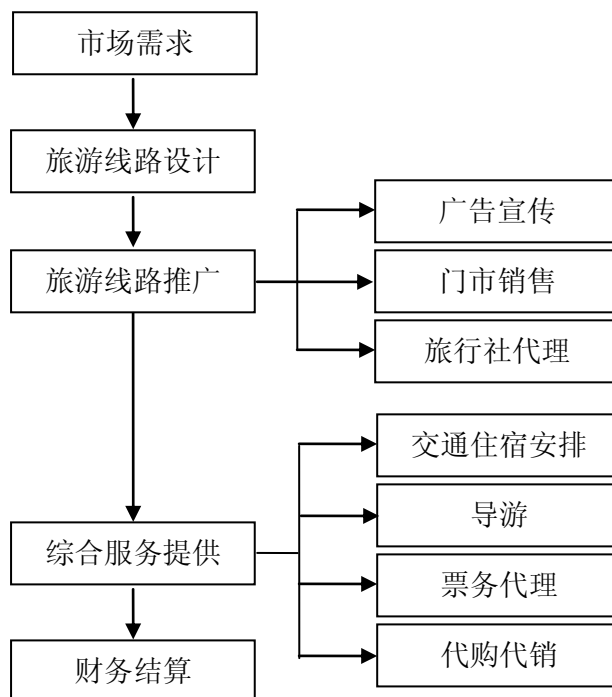 市场需求
旅游线路设计
旅游线路推广
广告宣传
门市销售
旅行社代理
综合服务提供
交通住宿安排
导游
票务代理
代购代销
财务结算